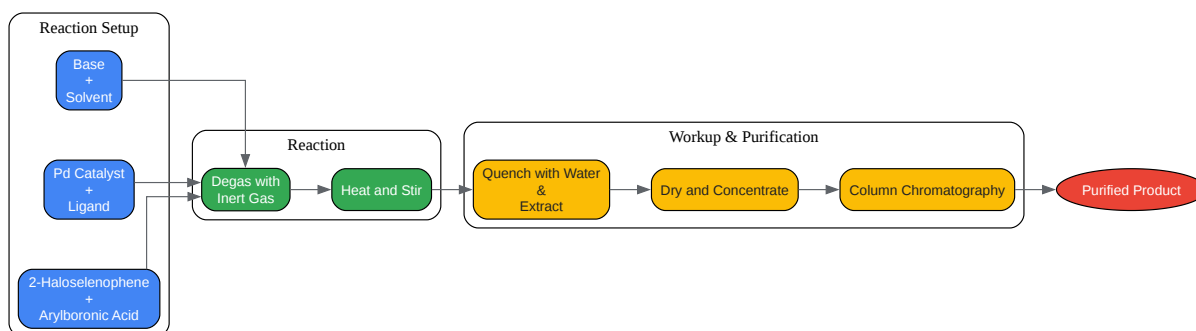 Reaction Setup
Base
+
Solvent
Pd Catalyst
+
Ligand
2-Haloselenophene
+
Arylboronic Acid
Reaction
Degas with
Inert Gas
Heat and Stir
Workup & Purification
Quench with Water
&
Extract
Dry and Concentrate
Column Chromatography
Purified Product